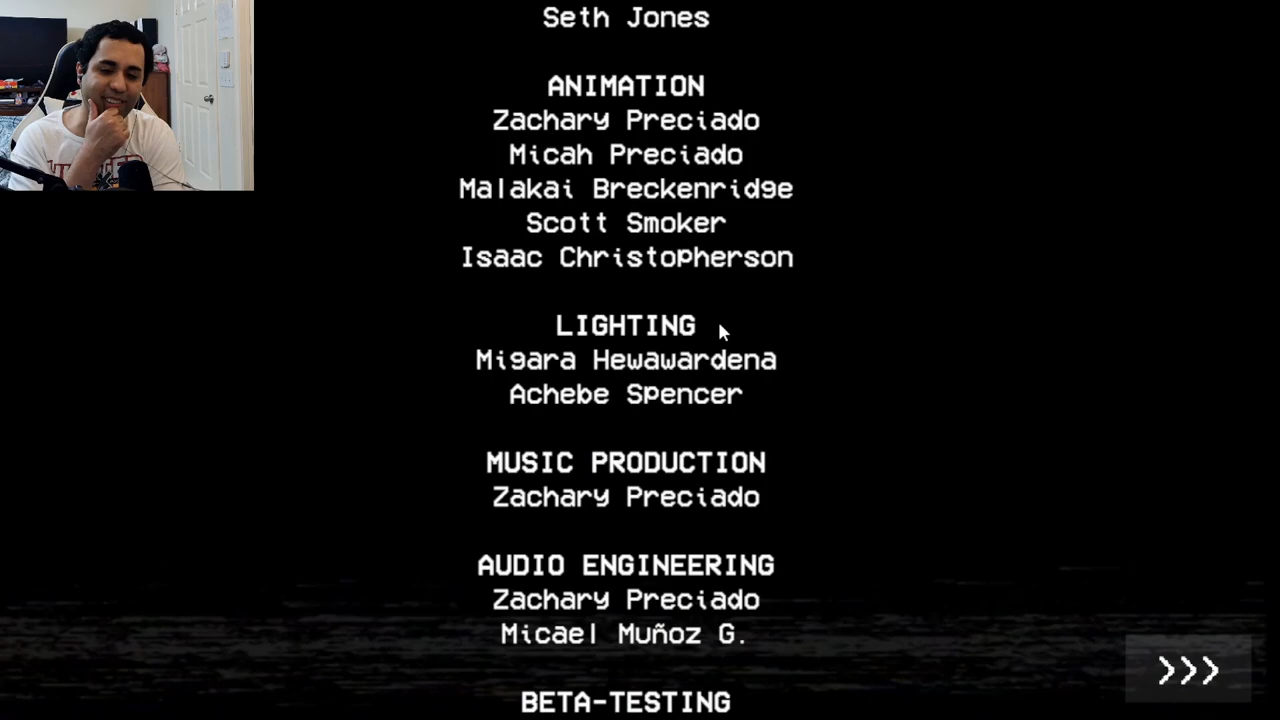 Seth Jones
ANIMATION
Zachary Preciado
Micah Preciado
Malakai Breckenridge
Scott Smoker
Isaac Christopherson
LIGHTING
Migara Hewawardena
Achebe Spencer
MUSIC PRODUCTION
Zachary Preciado
AUDIO ENGINEERING
Zachary Preciado
Micael Muñoz G.
>>>
BETA-TESTING